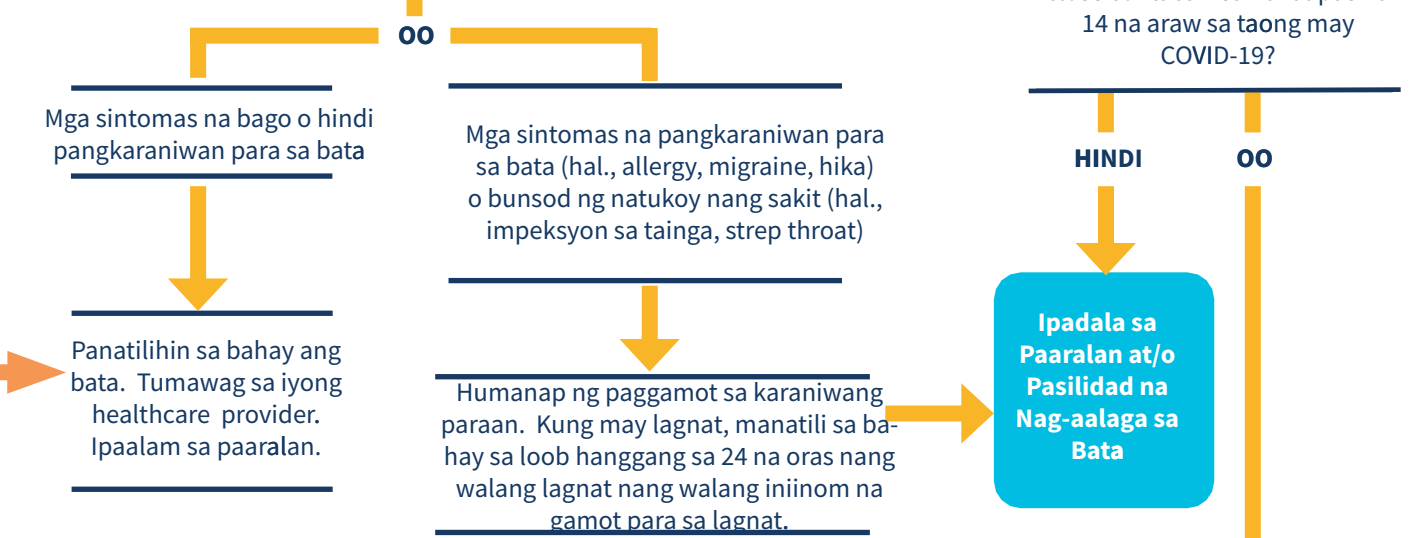 OO
Mga sintomas na bago o hindi
pangkaraniwan para sa bata
Panatilihin sa bahay ang
bata. Tumawag sa iyong
healthcare provider.
Ipaalam sa paaralan.
Mga sintomas na pangkaraniwan para
sa bata (hal., allergy, migraine, hika)
o bunsod ng natukoy nang sakit (hal.,
impeksyon sa tainga, strep throat)
Humanap ng paggamot sa karaniwang
paraan. Kung may lagnat, manatili sa ba-
hay sa loob hanggang sa 24 na oras nang
walang lagnat nang walang iniinom na
gamot para sa lagnat.
14 na araw sa taong may
COVID-19?
HINDI
OO
Ipadala sa
Paaralan at/o
Pasilidad na
Nag-aalaga sa
Bata